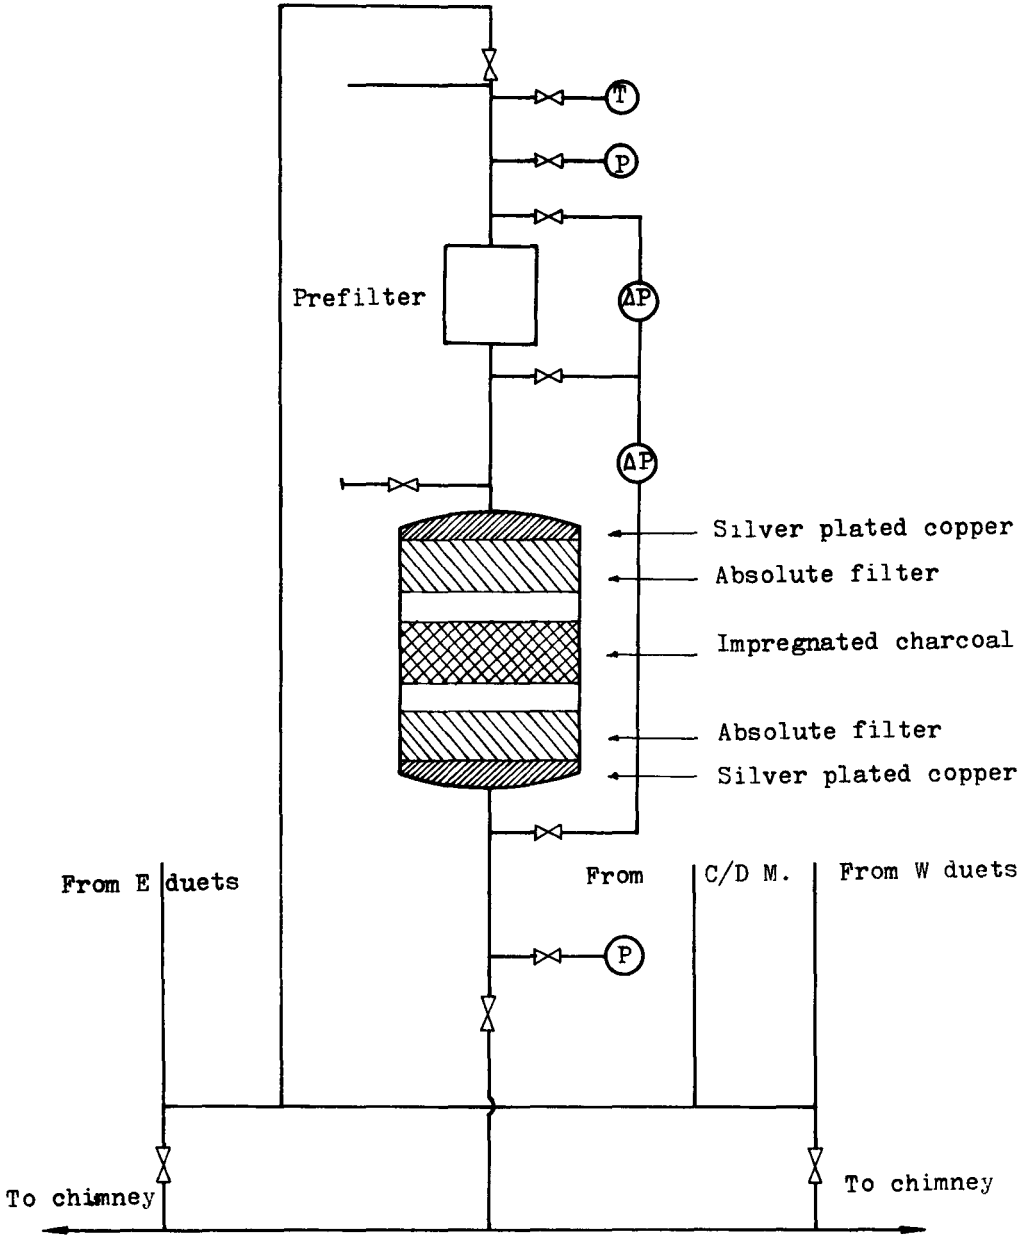 T
P
Prefilter
ΔP
ΔP
Silver plated copper
Absolute filter
Impregnated charcoal
Absolute filter
Silver plated copper
From E duets
From C/D M.
From W duets
P
To chimney
To chimney